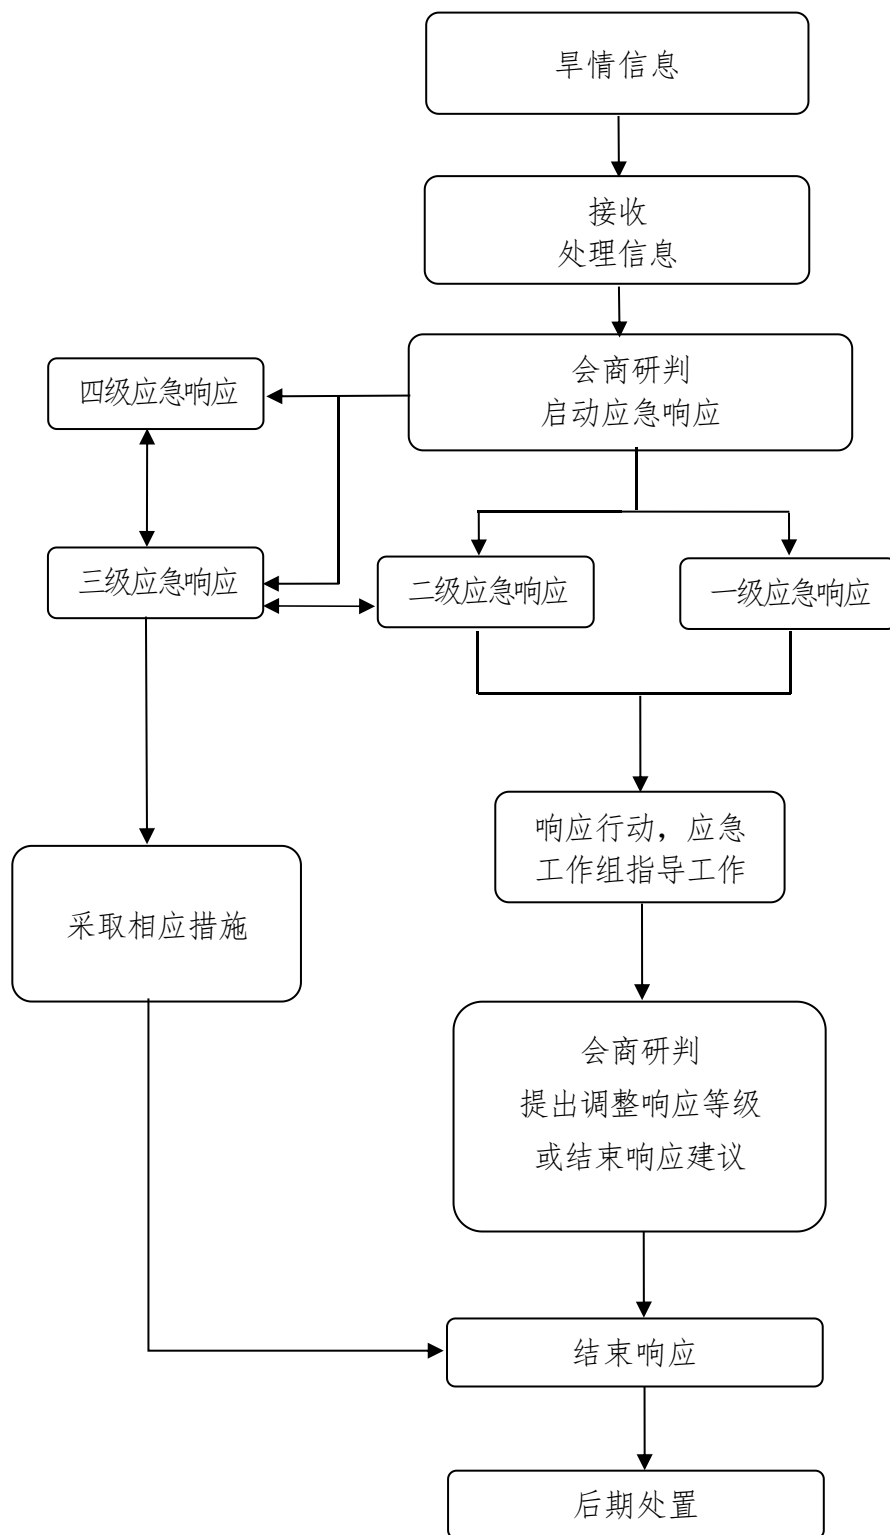 旱情信息
接收
处理信息
会商研判
启动应急响应
四级应急响应
三级应急响应
二级应急响应
一级应急响应
响应行动，应急
工作组指导工作
采取相应措施
会商研判
提出调整响应等级
或结束响应建议
结束响应
后期处置